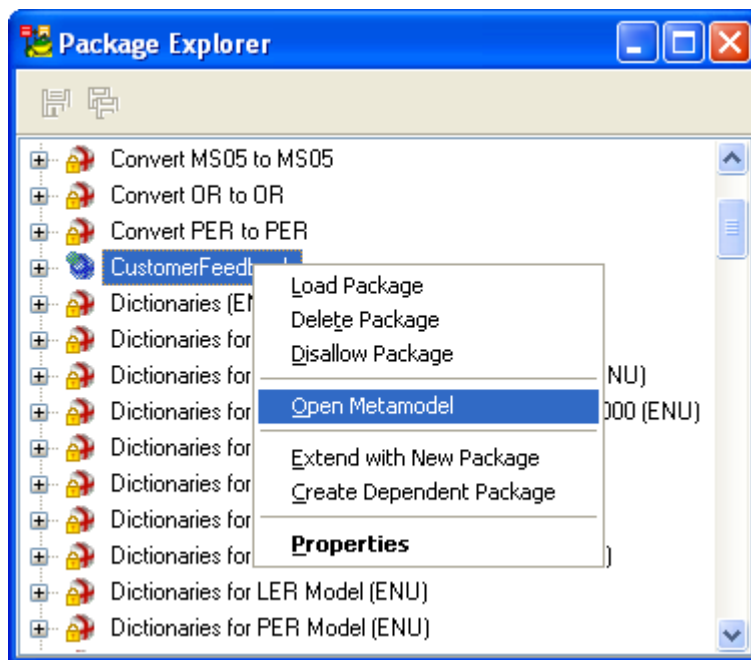 Package Explorer
Convert MS05 to MS05
Convert OR to OR
Convert PER to PER
CustomerFeedb
Load Package
Delete Package
Disallow Package
Open Metamodel
Extend with New Package
Create Dependent Package
Properties
Dictionaries (EN
Dictionaries for
Dictionaries for NU)
Dictionaries for 000 (ENU)
Dictionaries for
Dictionaries for
Dictionaries for
Dictionaries for )
Dictionaries for LER Model (ENU)
Dictionaries for PER Model (ENU)